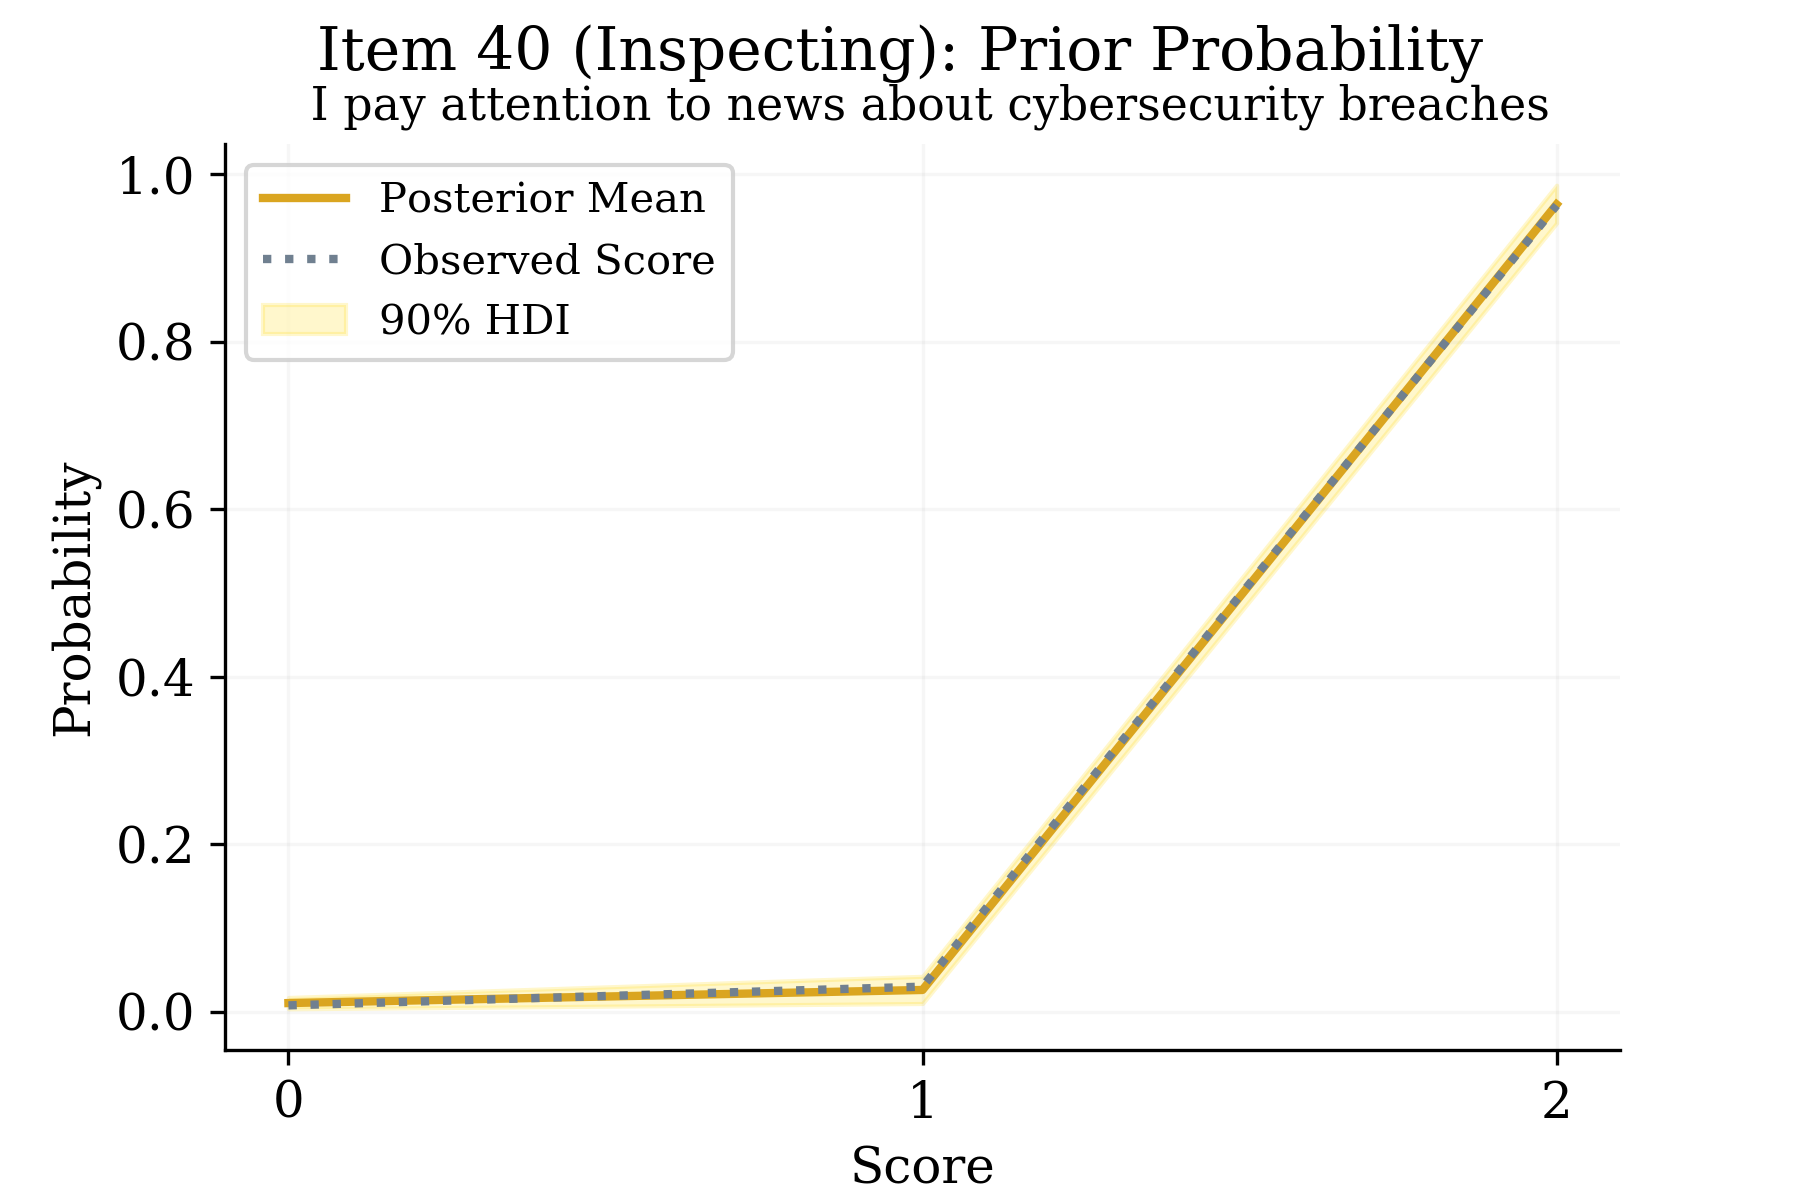 Item 40 (Inspecting): Prior Probability
I pay attention to news about cybersecurity breaches
Posterior Mean
Observed Score
90% HDI
1.0
0.8
0.6
0.4
0.2
0.0
Probability
0
1
2
Score